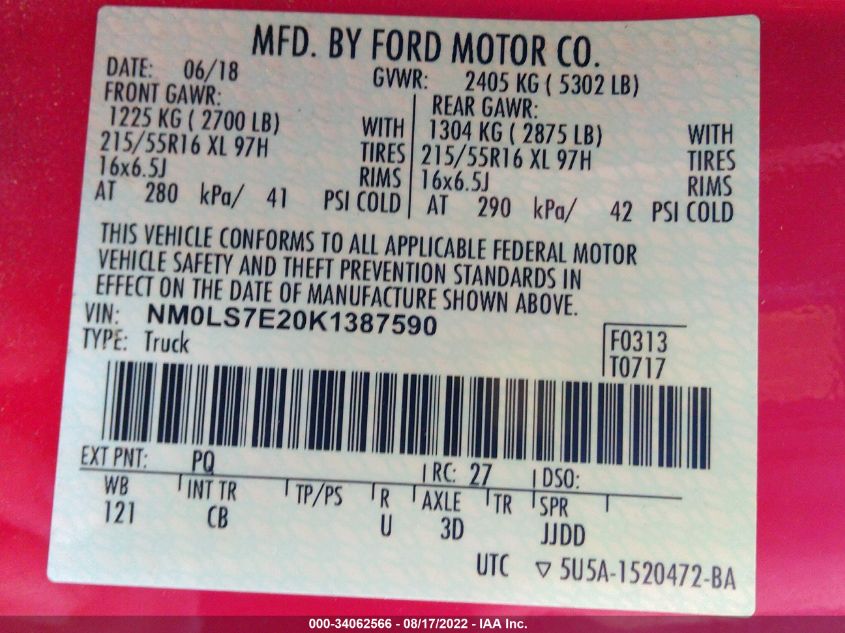 MFD. BY FORD MOTOR CO.
DATE: 06/18 GVWR: 2405 KG ( 5302 LB)
FRONT GAWR: REAR GAWR:
1225 KG ( 2700 LB) WITH 1304 KG ( 2875 LB) WITH
215/55R16 XL 97H TIRES 215/55R16 XL 97H TIRES
16x6.5J RIMS 16x6.5J RIMS
AT 280 kPa/ 41 PSI COLD AT 290 kPa/ 42 PSI COLD
THIS VEHICLE CONFORMS TO ALL APPLICABLE FEDERAL MOTOR
VEHICLE SAFETY AND THEFT PREVENTION STANDARDS IN
EFFECT ON THE DATE OF MANUFACTURE SHOWN ABOVE.
VIN: NM0LS7E20K1387590
TYPE: Truck
F0313
T0717
EXT PNT: PQ RC: 27 DSO:
WB INT TR TP/PS R AXLE TR SPR
121 CB U 3D JJDD
UTC ▽ 5U5A-1520472-BA
000-34062566 - 08/17/2022 - IAA Inc.